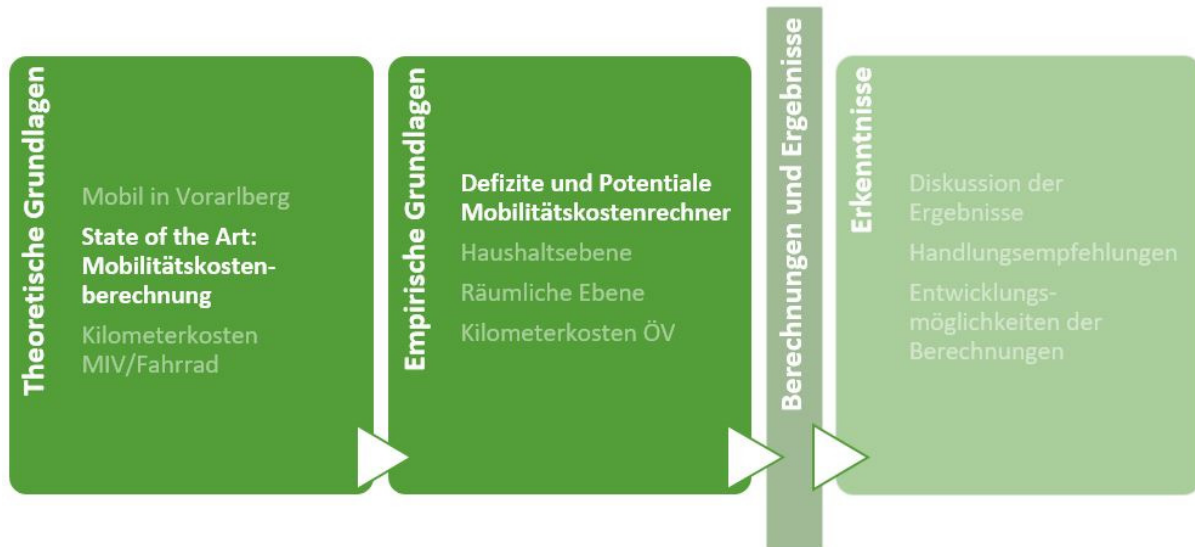 Theoretische Grundlagen
Mobil in Vorarlberg
State of the Art:
Mobilitätskosten-
berechnung
Kilometerkosten
MIV/Fahrrad
Empirische Grundlagen
Defizite und Potentiale
Mobilitätskostenrechner
Haushaltsebene
Räumliche Ebene
Kilometerkosten ÖV
Berechnungen und Ergebnisse
Erkenntnisse
Diskussion der
Ergebnisse
Handlungsempfehlungen
Entwicklungs-
möglichkeiten der
Berechnungen